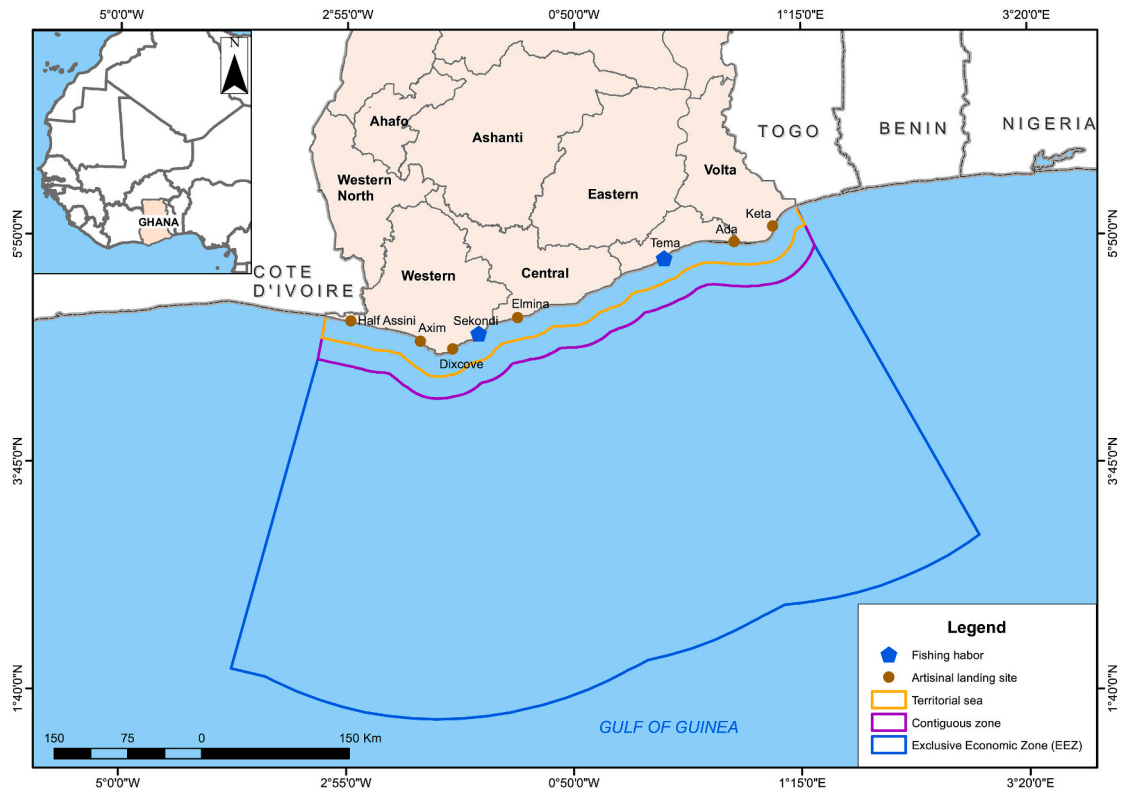 5°0'0"W
2°55'0"W
0°50'0"W
1°15'0"E
3°20'0"E
N
GHANA
Ahafo
Ashanti
Western
North
Eastern
Volta
TOGO
BENIN
NIGERIA
5°50'0"N
5°50'0"N
Keta
Ada
Tema
Western
Central
COTE
D'IVOIRE
Elmina
Half Assini
Sekondi
Axim
Dixcove
3°45'0"N
3°45'0"N
1°40'0"N
1°40'0"N
Legend
Fishing habor
Artisinal landing site
Territorial sea
Contiguous zone
Exclusive Economic Zone (EEZ)
GULF OF GUINEA
150 75 0 150 Km
5°0'0"W
2°55'0"W
0°50'0"W
1°15'0"E
3°20'0"E